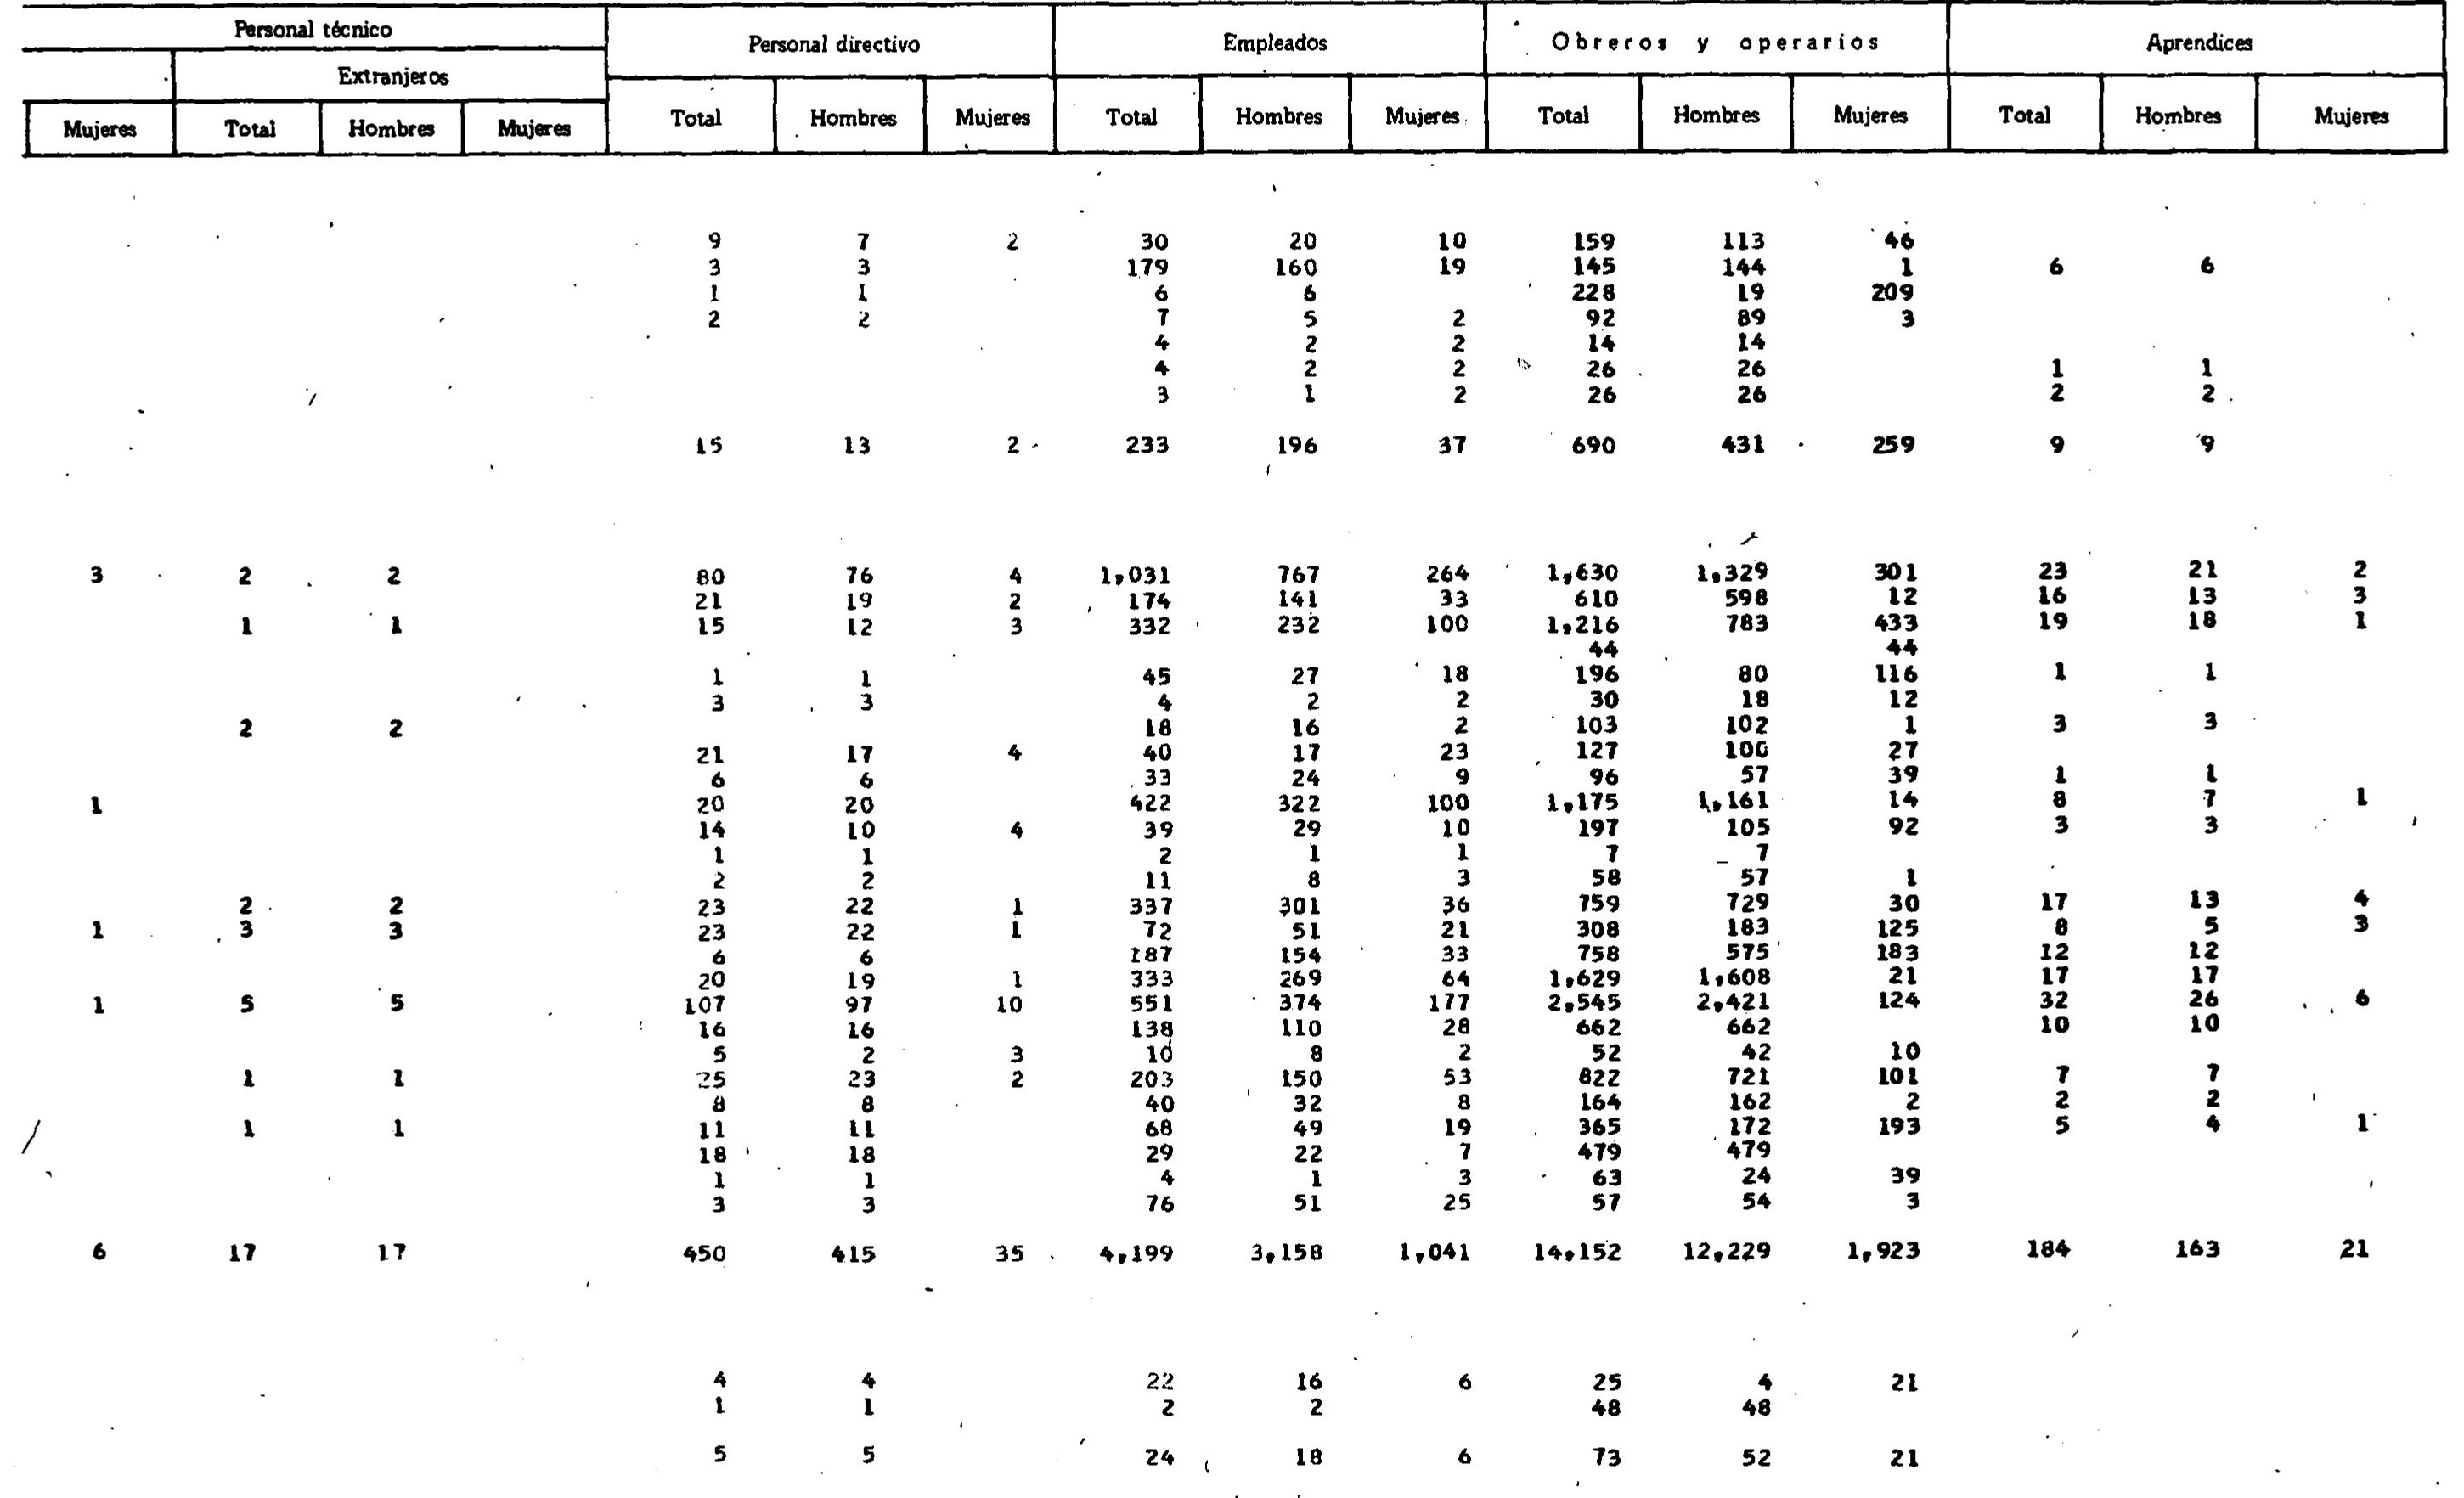 Personal técnico Personal directivo Empleados Obreros y operarios Aprendices
Extranjeros
Mujeres Total Hombres Mujeres Total Hombres Mujeres Total Hombres Mujeres Total Hombres Mujeres Total Hombres Mujeres
9 7 2 30 20 10 159 113 46
3 3 179 160 19 145 144 1 6 6
1 1 6 6 228 19 209
2 2 7 5 2 92 89 3
4 2 2 14 14
4 2 2 26 26 1 1
3 1 2 26 26 2 2
15 13 2 233 196 37 690 431 259 9 9
3 2 2 80 76 4 1,031 767 264 1,630 1,329 301 23 21 2
21 19 2 174 141 33 610 598 12 16 13 3
1 1 15 12 3 332 232 100 1,216 783 433 19 18 1
44 44
1 1 45 27 18 196 80 116 1 1
3 3 4 2 2 30 18 12
2 2 18 16 2 103 102 1 3 3
21 17 4 40 17 23 127 100 27
6 6 33 24 9 96 57 39 1 1
1 20 20 422 322 100 1,175 1,161 14 8 7 1
14 10 4 39 29 10 197 105 92 3 3
1 1 2 1 1 7 7
2 2 11 8 3 58 57 1
2 2 23 22 1 337 301 36 759 729 30 17 13 4
1 3 3 23 22 1 72 51 21 308 183 125 8 5 3
6 6 187 154 33 758 575 183 12 12
20 19 1 333 269 64 1,629 1,608 21 17 17
1 5 5 107 97 10 551 374 177 2,545 2,421 124 32 26 6
16 16 138 110 28 662 662 10 10
5 2 3 10 8 2 52 42 10
1 1 25 23 2 203 150 53 822 721 101 7 7
8 8 40 32 8 164 162 2 2 2
1 1 11 11 68 49 19 365 172 193 5 4 1
18 18 29 22 7 479 479
1 1 4 1 3 63 24 39
3 3 76 51 25 57 54 3
6 17 17 450 415 35 4,199 3,158 1,041 14,152 12,229 1,923 184 163 21
4 4 22 16 6 25 4 21
1 1 2 2 48 48
5 5 24 18 6 73 52 21